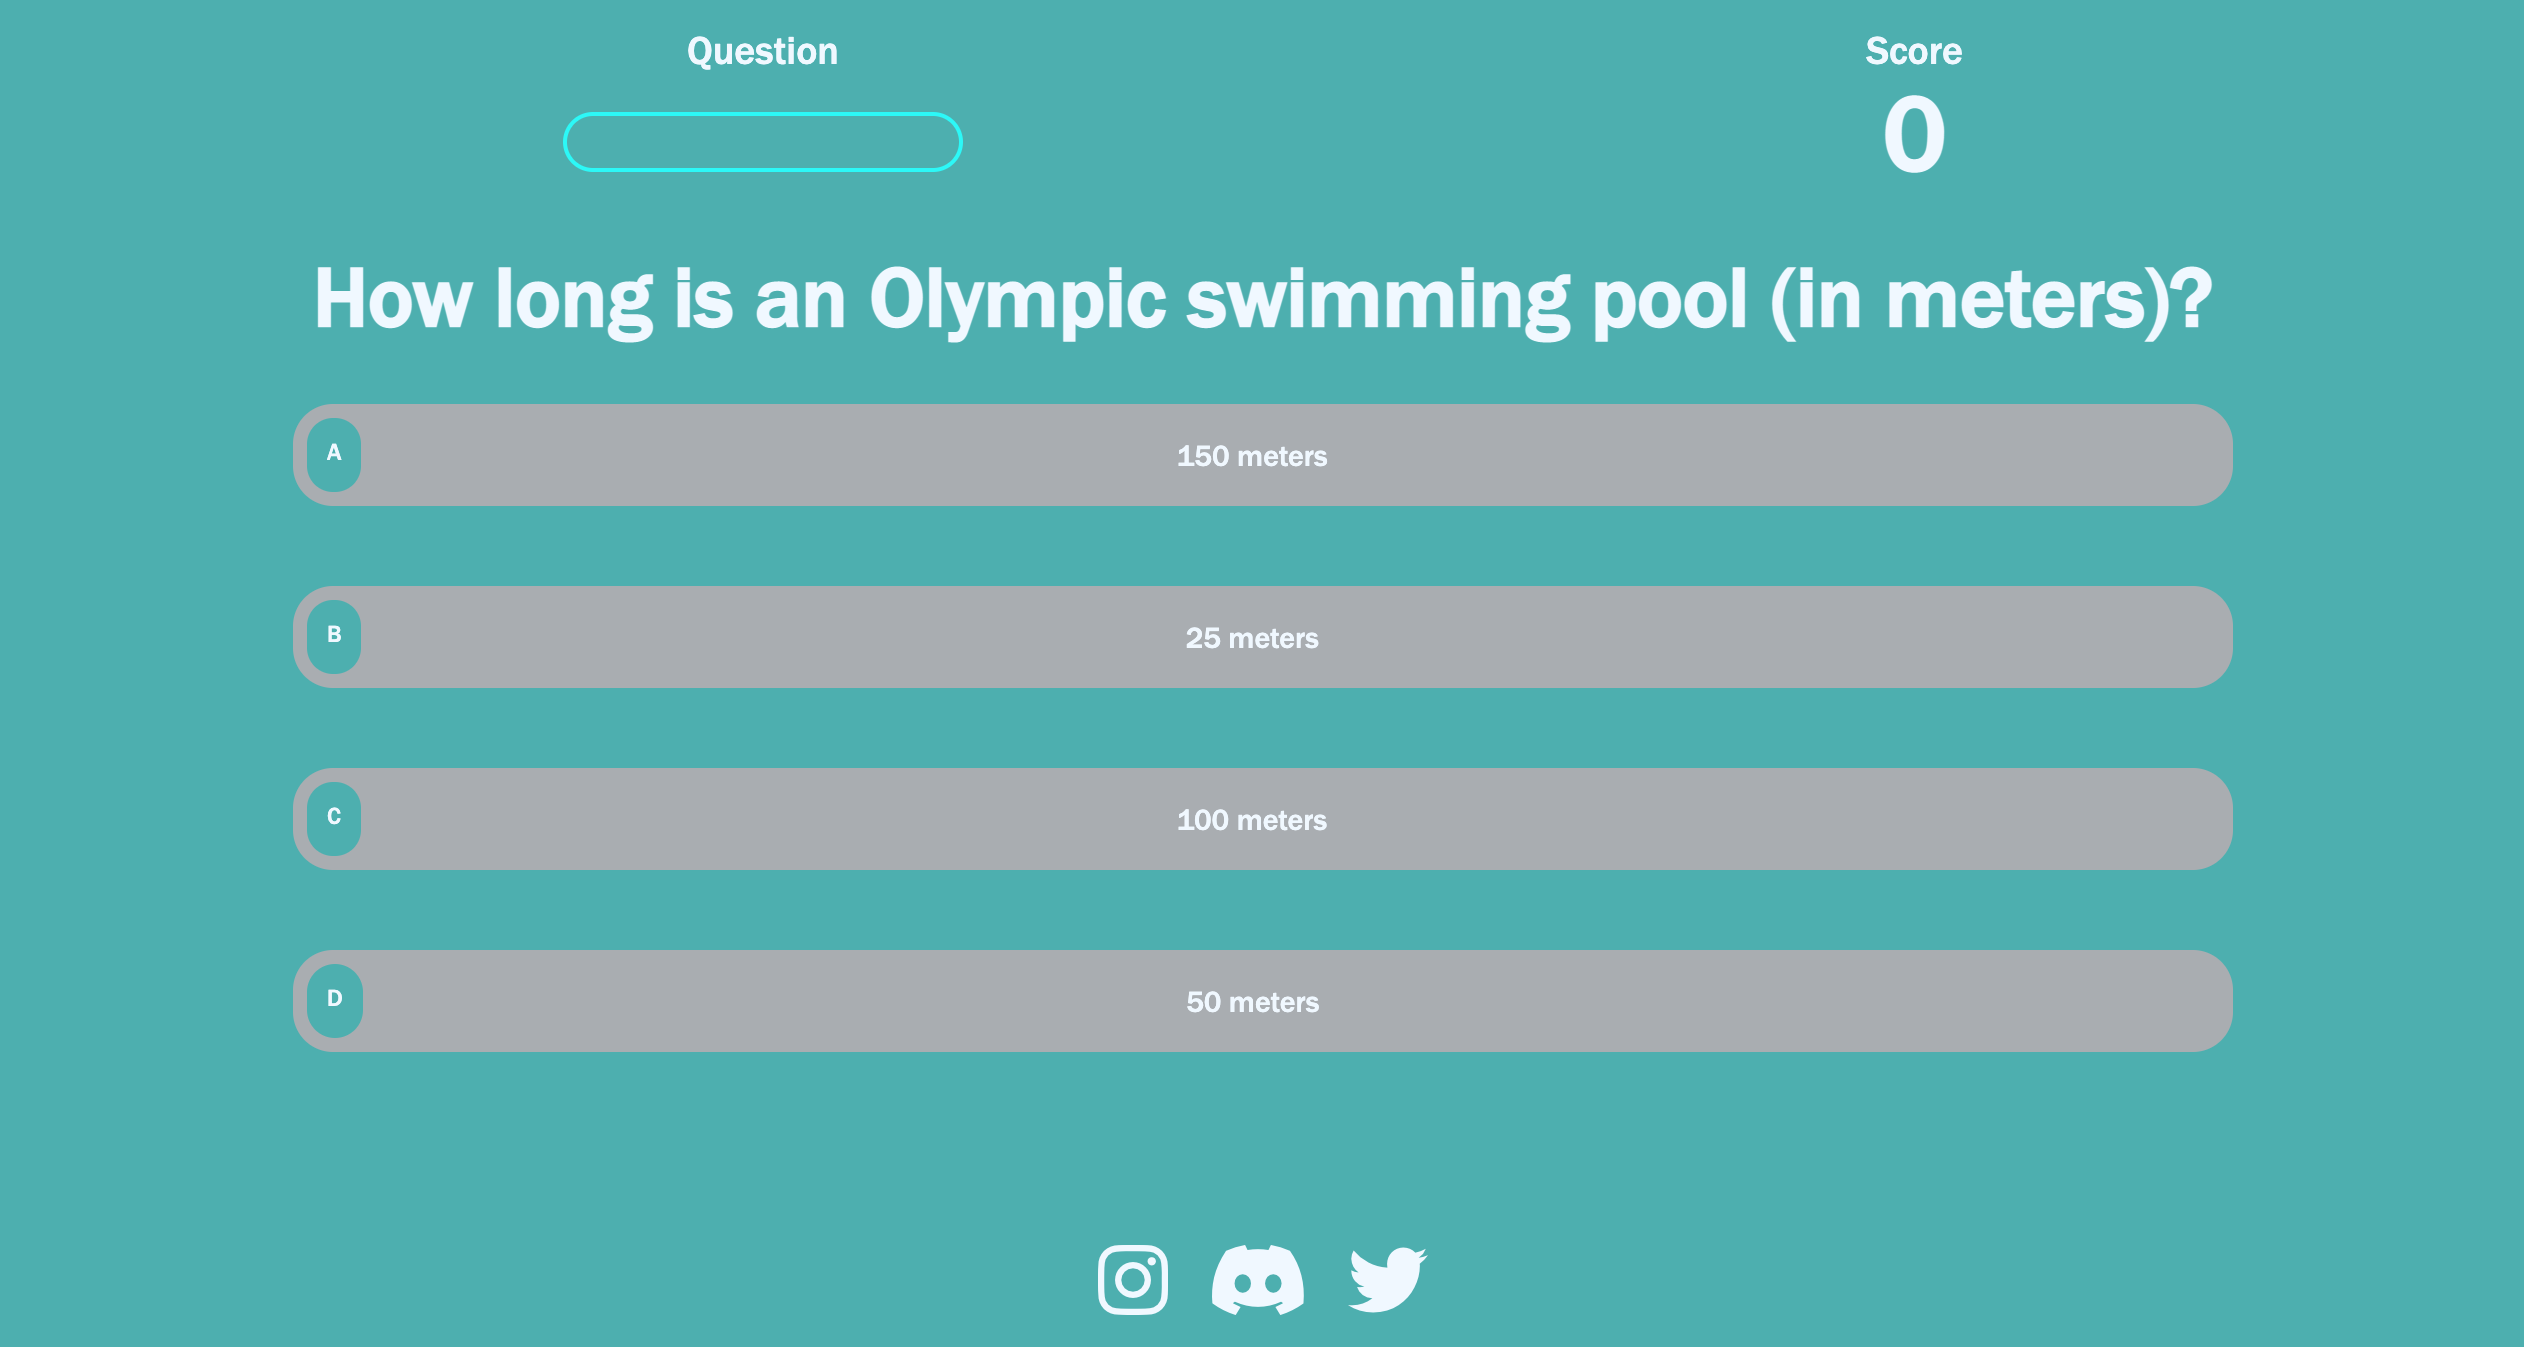 Question
Score
0
How long is an Olympic swimming pool (in meters)?
A
150 meters
B
25 meters
C
100 meters
D
50 meters